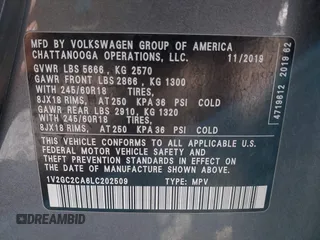 MFD BY VOLKSWAGEN GROUP OF AMERICA
CHATTANOOGA OPERATIONS, LLC. 11/2019
GVWR LBS 5666 , KG 2570
GAWR FRONT LBS 2866 , KG 1300
WITH 245/60R18 TIRES,
8JX18 RIMS, AT 250 KPA 36 PSI COLD
GAWR REAR LBS 2910, KG 1320
WITH 245/60R18 TIRES,
8JX18 RIMS, AT 250 KPA 36 PSI COLD
THIS VEHICLE CONFORMS TO ALL APPLICABLE U.S.
FEDERAL MOTOR VEHICLE SAFETY AND
THEFT PREVENTION STANDARDS IN EFFECT ON
THE DATE OF MANUFACTURE SHOWN ABOVE.
1V2GC2CA6LC202509 TYPE: MPV
4719612 2019 62